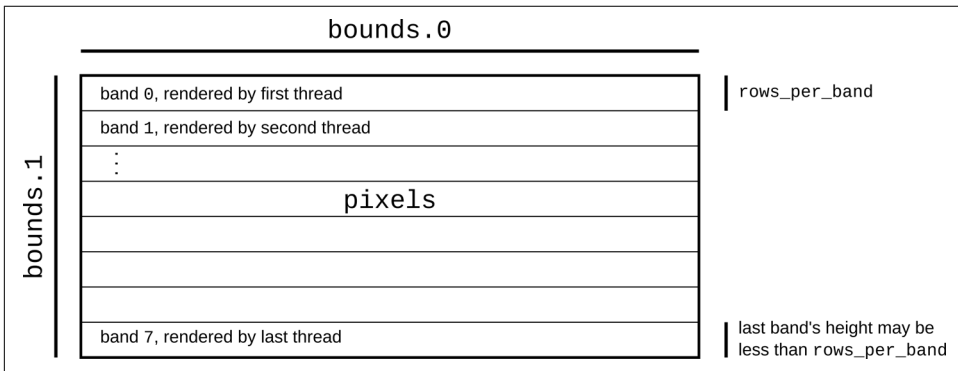 bounds.0
bounds.1
band 0, rendered by first thread
rows_per_band
band 1, rendered by second thread
⋮
pixels
band 7, rendered by last thread
last band's height may be
less than rows_per_band